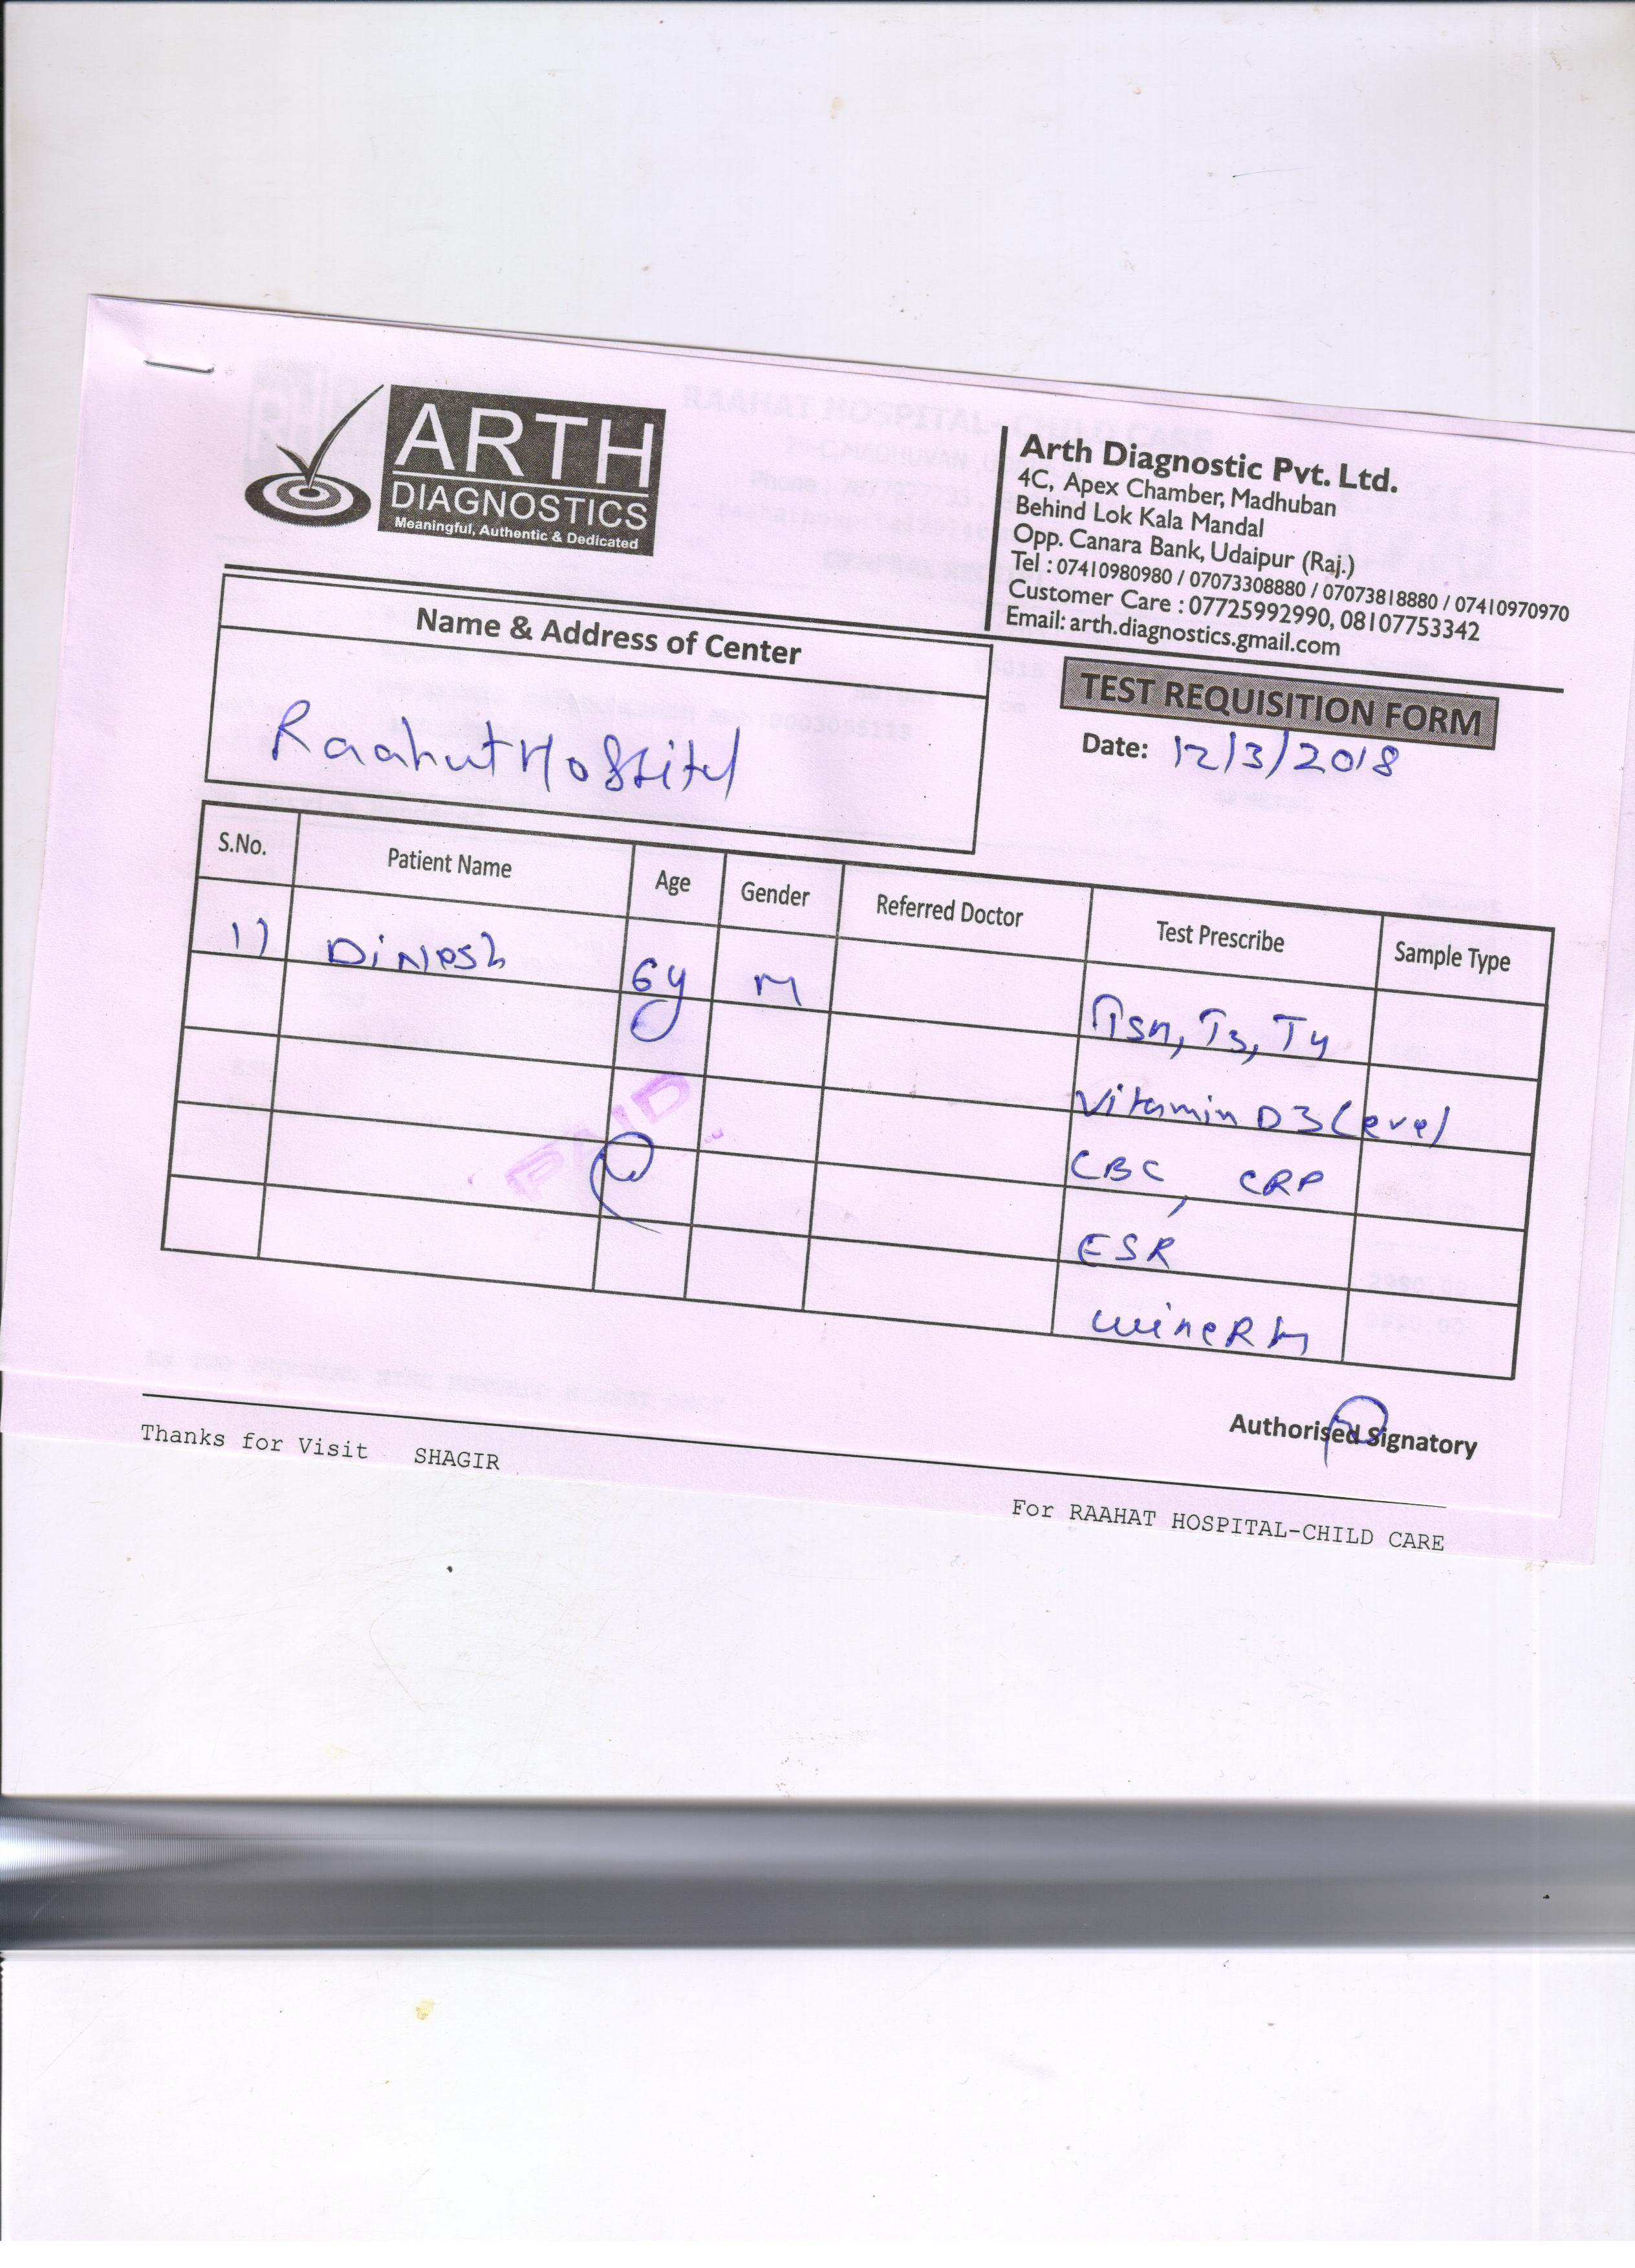 ARTH
DIAGNOSTICS
Meaningful, Authentic & Dedicated
Arth Diagnostic Pvt. Ltd.
4C, Apex Chamber, Madhuban
Behind Lok Kala Mandal
Opp. Canara Bank, Udaipur (Raj.)
Tel : 07410980980 / 07073308880 / 07073818880 / 07410970970
Customer Care : 07725992990, 08107753342
Email: arth.diagnostics.gmail.com
Name & Address of Center
Raahat Hospital
TEST REQUISITION FORM
Date: 12/3/2018
S.No. Patient Name Age Gender Referred Doctor Test Prescribe Sample Type
1) Dinesh 6y M TSH, T3, T4
Vitamin D3 Level
CBC, CRP
ESR
urine RM
PAID
Authorised Signatory
Thanks for Visit SHAGIR
For RAAHAT HOSPITAL-CHILD CARE